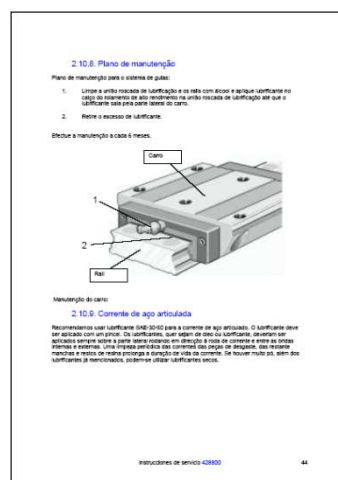 2.10.8. Plano de manutenção
Plano de manutenção para o sistema de guias:
1. Limpe a união roscada de lubrificação e os rails com álcool e aplique lubrificante no
calço do rolamento de alto rendimento na união roscada de lubrificação até que o
lubrificante saia pela parte lateral do carro.
2. Retire o excesso de lubrificante.
Efectue a manutenção a cada 6 meses.
Carro
1
2
Rail
Manutenção do carro:
2.10.9. Corrente de aço articulada
Recomendamos usar lubrificante SAE-30-50 para a corrente de aço articulado. O lubrificante deve
ser aplicado com um pincel. Os lubrificantes, quer sejam de óleo ou lubrificante, deveriam ser
aplicados sempre sobre a parte lateral rodando em direcção à roda de corrente e entre as bridas
internas e externas. Uma limpeza periódica das correntes das peças de desgaste, das restante
manchas e restos de resina prolonga a duração de vida da corrente. Se houver muito pó, além dos
lubrificantes já mencionados, podem-se utilizar lubrificantes secos.
Instrucciones de servicio 428800 44